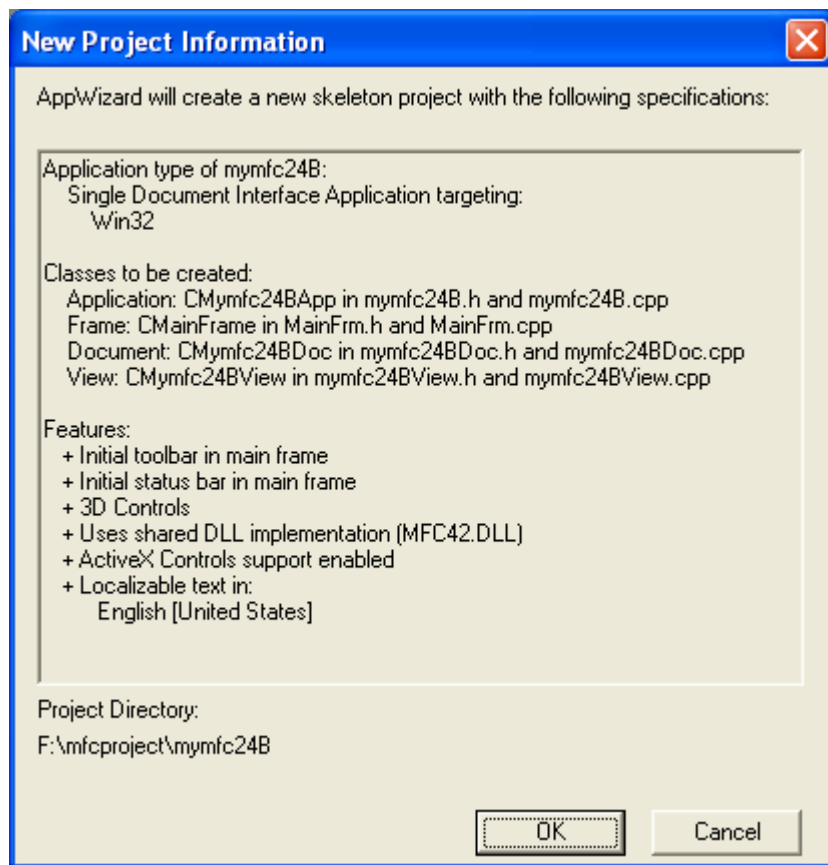 New Project Information
AppWizard will create a new skeleton project with the following specifications:
Application type of mymfc24B:
Single Document Interface Application targeting:
Win32
Classes to be created:
Application: CMymfc24BApp in mymfc24B.h and mymfc24B.cpp
Frame: CMainFrame in MainFrm.h and MainFrm.cpp
Document: CMymfc24BDoc in mymfc24BDoc.h and mymfc24BDoc.cpp
View: CMymfc24BView in mymfc24BView.h and mymfc24BView.cpp
Features:
+ Initial toolbar in main frame
+ Initial status bar in main frame
+ 3D Controls
+ Uses shared DLL implementation (MFC42.DLL)
+ ActiveX Controls support enabled
+ Localizable text in:
English [United States]
Project Directory:
F:\mfcproject\mymfc24B
OK Cancel